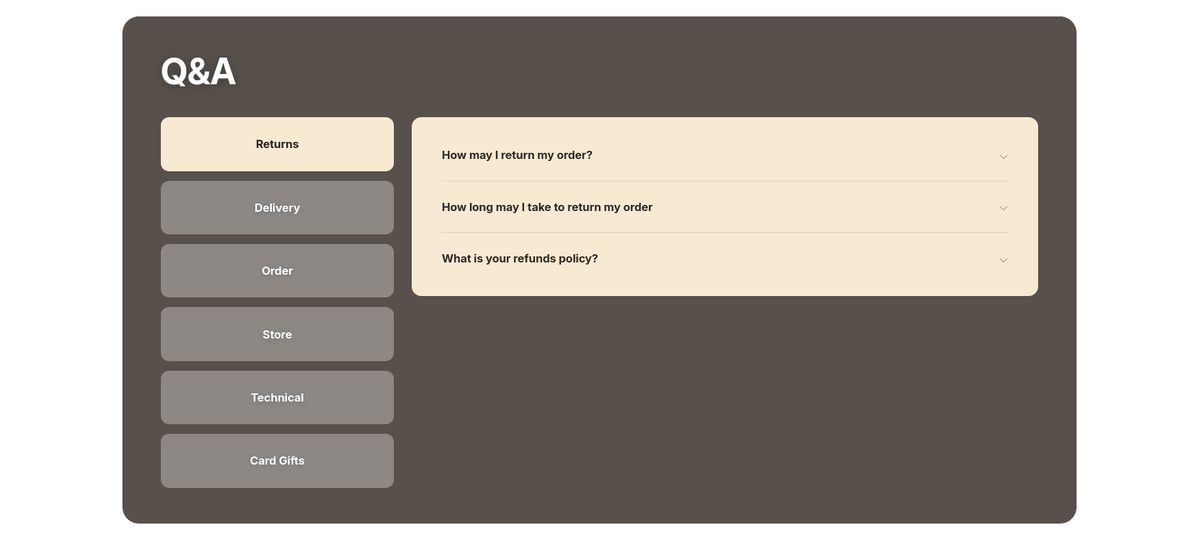 Q&A
Returns
Delivery
Order
Store
Technical
Card Gifts
How may I return my order?
How long may I take to return my order
What is your refunds policy?